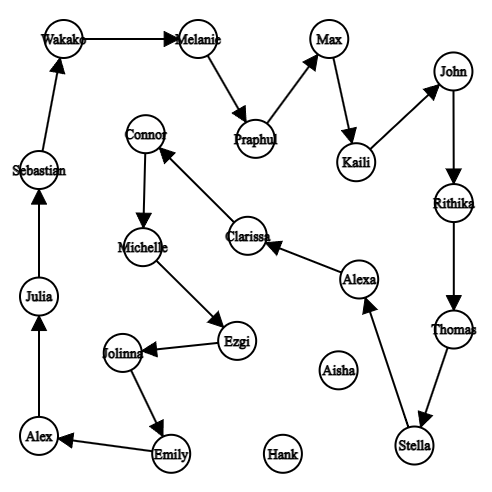 Wakako
Melanie
Max
John
Connor
Praphul
Kaili
Sebastian
Rithika
Clarissa
Michelle
Alexa
Julia
Thomas
Ezgi
Jolinna
Aisha
Alex
Stella
Emily
Hank